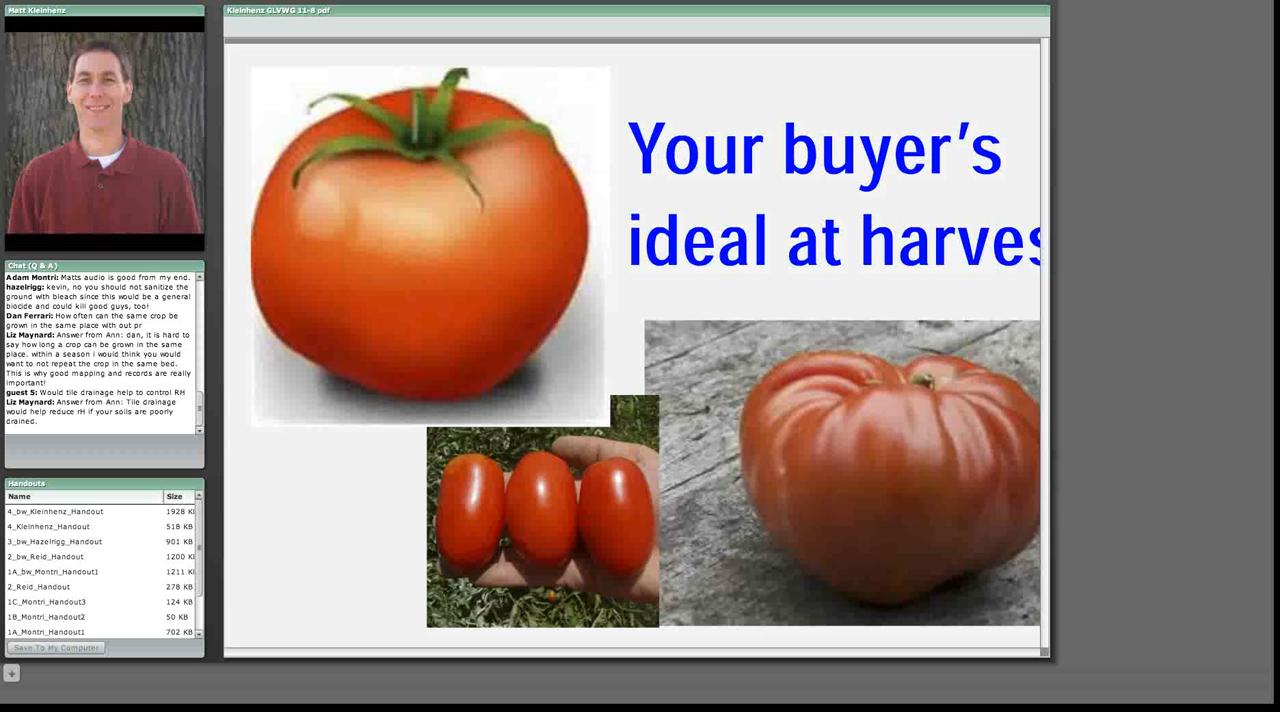 Matt Kleinhenz
Chat (Q & A)
Adam Montri: Matts audio is good from my end.
hazelrigg: kevin, no you should not sanitize the
ground with bleach since this would be a general
biocide and could kill good guys, too!
Dan Ferrari: How often can the same crop be
grown in the same place wth out pr
Liz Maynard: Answer from Ann: dan, it is hard to
say how long a crop can be grown in the same
place. within a season i would think you would
want to not repeat the crop in the same bed.
This is why good mapping and records are really
important!
guest 5: Would tile drainage help to control RH
Liz Maynard: Answer from Ann: Tile drainage
would help reduce rH if your soils are poorly
drained.
Handouts
Name Size
4_bw_Kleinhenz_Handout 1928 K
4_Kleinhenz_Handout 518 KB
3_bw_Hazelrigg_Handout 901 KB
2_bw_Reid_Handout 1200 K
1A_bw_Montri_Handout1 1211 K
2_Reid_Handout 278 KB
1C_Montri_Handout3 124 KB
1B_Montri_Handout2 50 KB
1A_Montri_Handout1 702 KB
Save To My Computer
Kleinhenz GLVWG 11-8 pdf
Your buyer's
ideal at harves